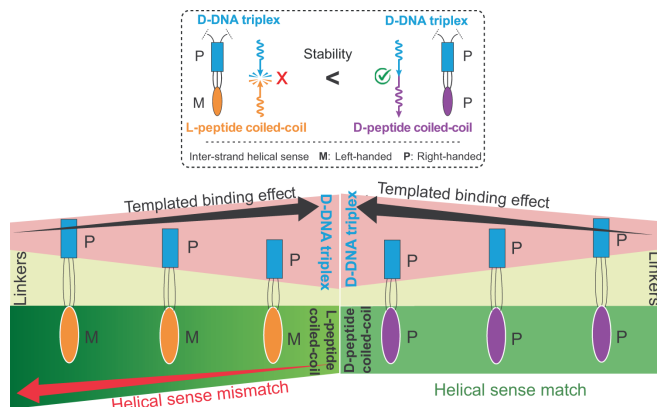 D-DNA triplex
D-DNA triplex
P
Stability
P
X
<
M
P
L-peptide coiled-coil
D-peptide coiled-coil
Inter-strand helical sense M: Left-handed P: Right-handed
Templated binding effect
Templated binding effect
D-DNA triplex
D-DNA triplex
P
P
P
P
P
P
Linkers
Linkers
L-peptide
coiled-coil
D-peptide
coiled-coil
M
M
M
P
P
P
Helical sense mismatch
Helical sense match